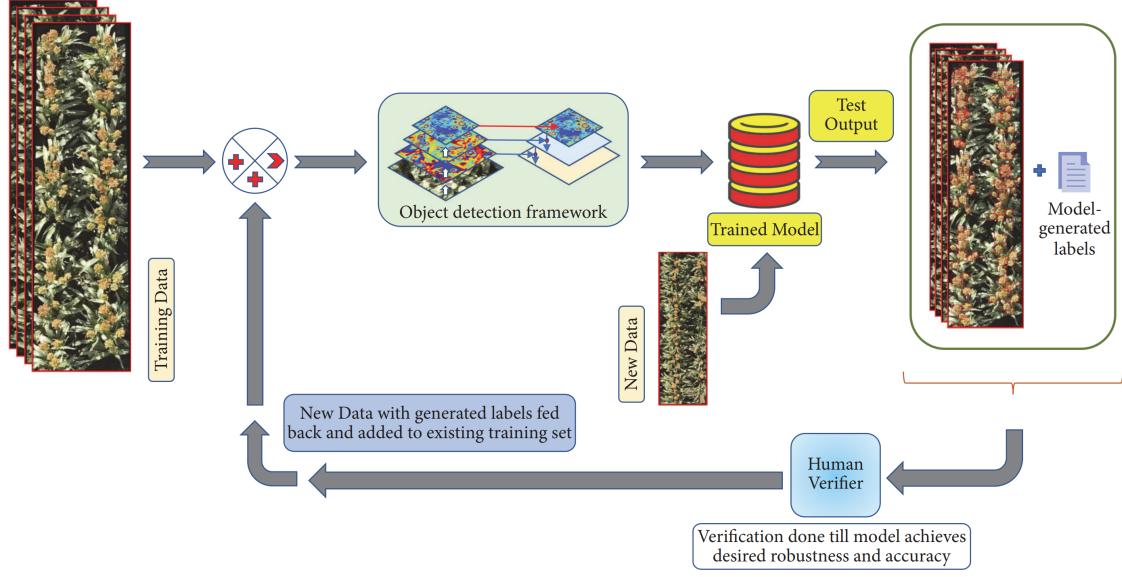 Training Data
Object detection framework
Trained Model
Test
Output
New Data
Model-
generated
labels
Human
Verifier
Verification done till model achieves
desired robustness and accuracy
New Data with generated labels fed
back and added to existing training set